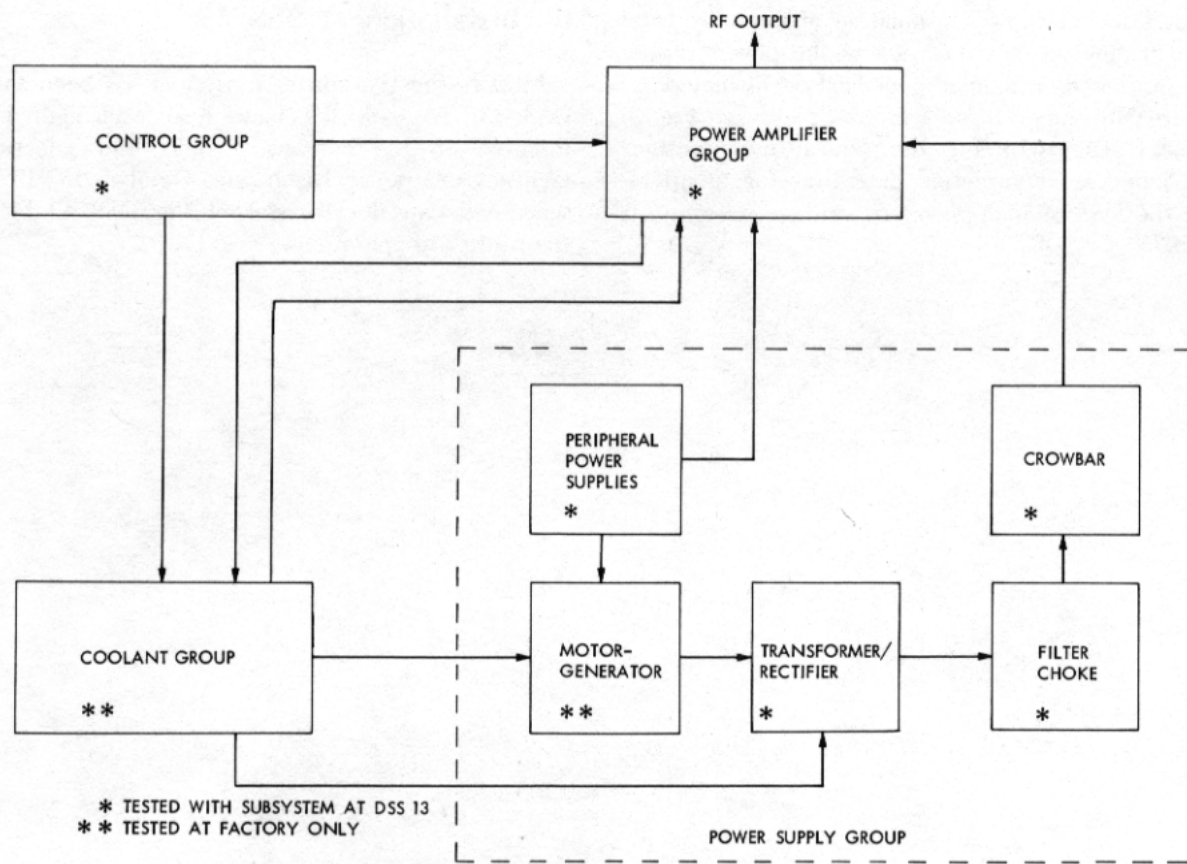 RF OUTPUT
CONTROL GROUP
*
POWER AMPLIFIER
GROUP
*
PERIPHERAL
POWER
SUPPLIES
*
CROWBAR
*
COOLANT GROUP
**
MOTOR-
GENERATOR
**
TRANSFORMER/
RECTIFIER
*
FILTER
CHOKE
*
* TESTED WITH SUBSYSTEM AT DSS 13
** TESTED AT FACTORY ONLY
POWER SUPPLY GROUP